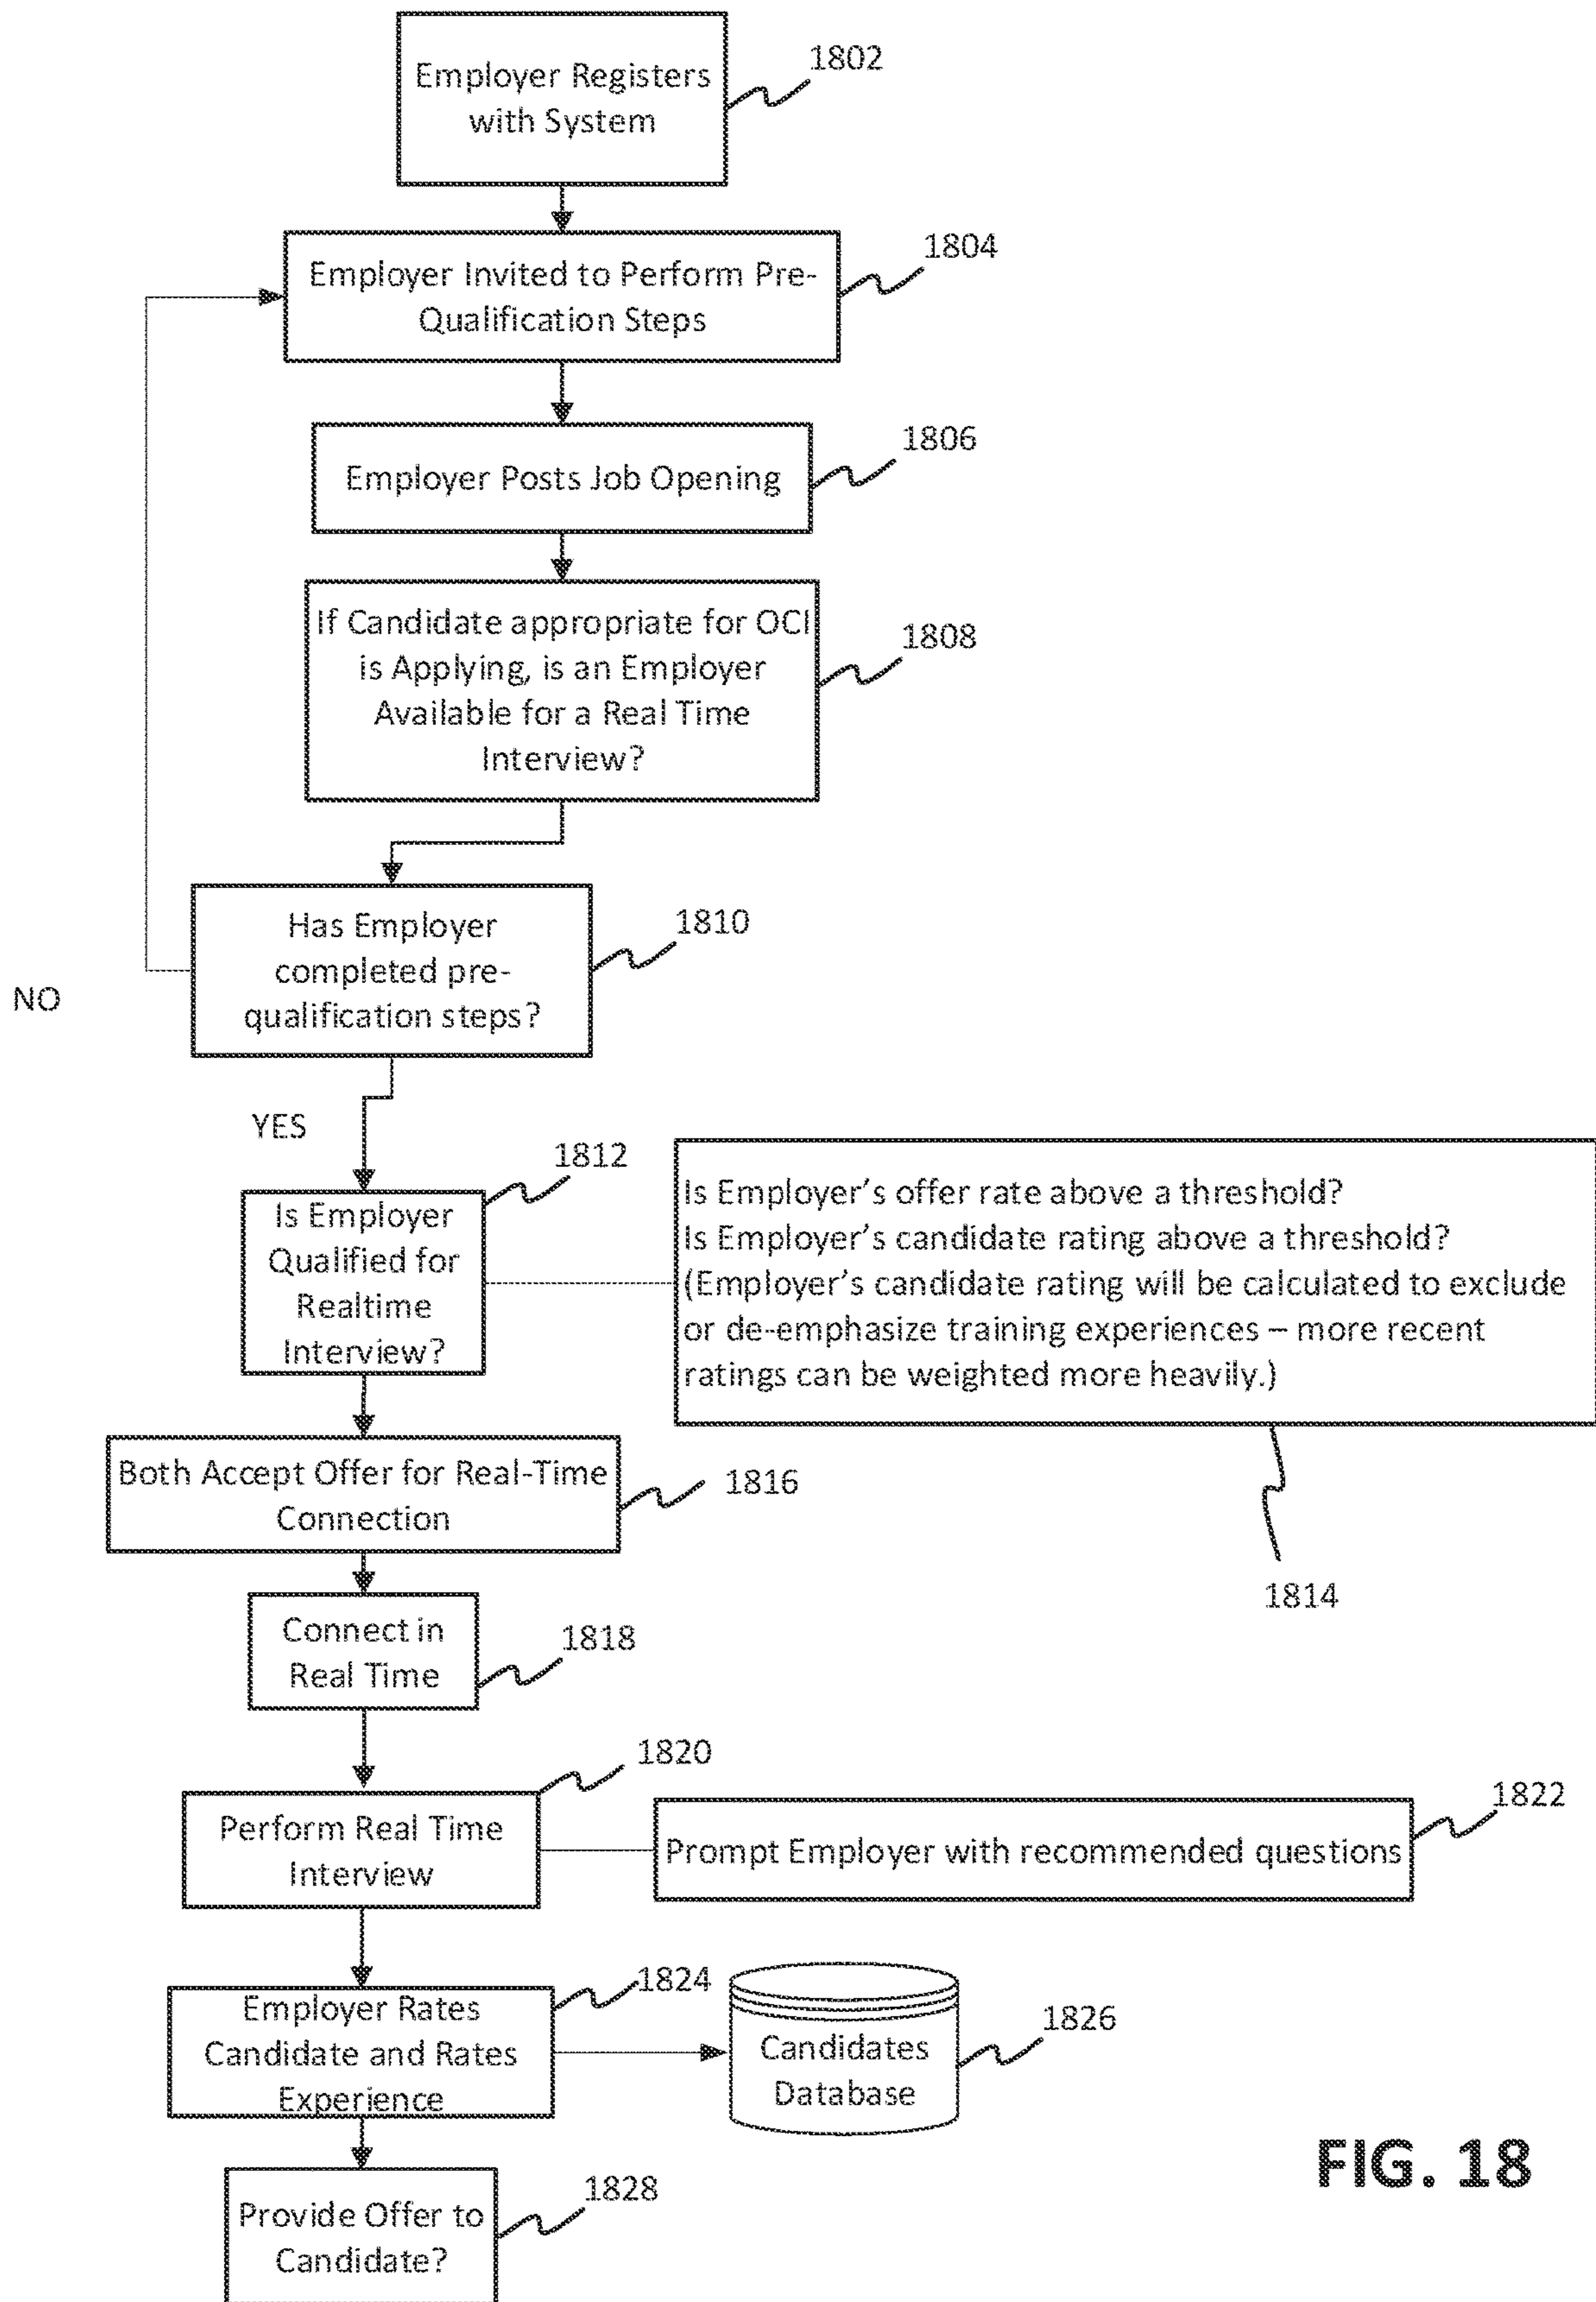 Employer Registers
with System
1802
Employer Invited to Perform Pre-
Qualification Steps
1804
Employer Posts Job Opening
1806
If Candidate appropriate for OCI
is Applying, is an Employer
Available for a Real Time
Interview?
1808
Has Employer
completed pre-
qualification steps?
1810
NO
YES
Is Employer
Qualified for
Realtime
Interview?
1812
Is Employer's offer rate above a threshold?
Is Employer's candidate rating above a threshold?
(Employer's candidate rating will be calculated to exclude
or de-emphasize training experiences – more recent
ratings can be weighted more heavily.)
1814
Both Accept Offer for Real-Time
Connection
1816
Connect in
Real Time
1818
Perform Real Time
Interview
1820
Prompt Employer with recommended questions
1822
Employer Rates
Candidate and Rates
Experience
1824
Candidates
Database
1826
Provide Offer to
Candidate?
1828
FIG. 18